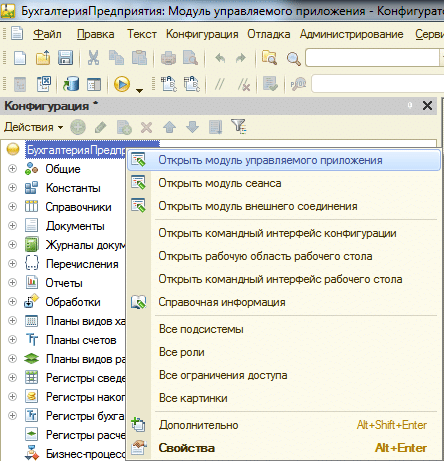 БухгалтерияПредприятия: Модуль управляемого приложения - Конфигурато
Файл Правка Текст Конфигурация Отладка Администрирование Серви
Конфигурация *
Действия
БухгалтерияПредпр
Открыть модуль управляемого приложения
Общие
Открыть модуль сеанса
Константы
Открыть модуль внешнего соединения
Справочники
Документы
Открыть командный интерфейс конфигурации
Журналы докум
Открыть рабочую область рабочего стола
Перечисления
Открыть командный интерфейс рабочего стола
Отчеты
Справочная информация
Обработки
Планы видов ха
Все подсистемы
Планы счетов
Все роли
Планы видов ра
Все ограничения доступа
Регистры сведе
Все картинки
Регистры накоп
Регистры бухга
Дополнительно Alt+Shift+Enter
Регистры расче
Свойства Alt+Enter
Бизнес-процесс